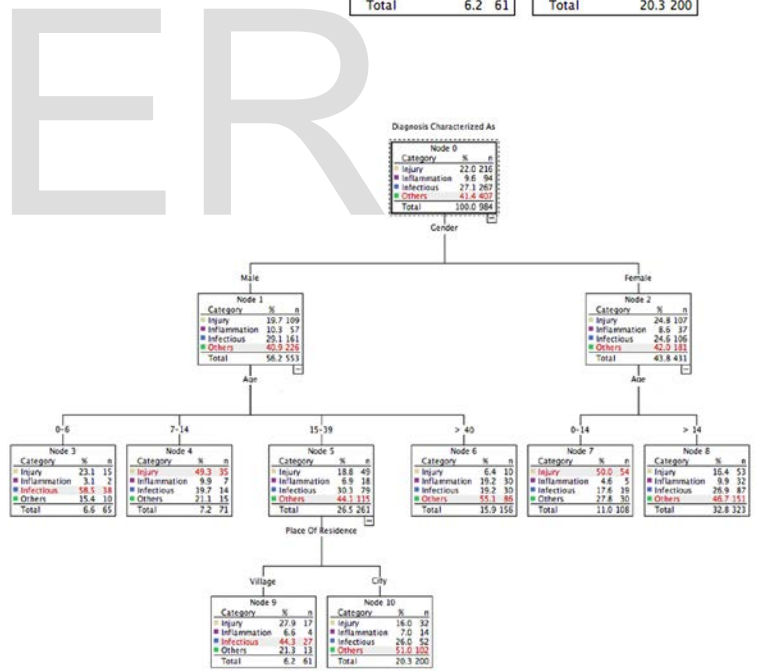 Total 6.2 61
Total 20.3 200
ER
Diagnosis Characterized As
Node 0
Category % n
Injury 22.0 216
Inflammation 9.6 94
Infectious 27.1 267
Others 41.4 407
Total 100.0 984
Gender
Male
Female
Node 1
Category % n
Injury 19.7 109
Inflammation 10.3 57
Infectious 29.1 161
Others 40.9 226
Total 56.2 553
Node 2
Category % n
Injury 24.8 107
Inflammation 8.6 37
Infectious 24.6 106
Others 42.0 181
Total 43.8 431
Age
Age
0-6
7-14
15-39
> 40
0-14
> 14
Node 3
Category % n
Injury 23.1 15
Inflammation 3.1 2
Infectious 58.5 38
Others 15.4 10
Total 6.6 65
Node 4
Category % n
Injury 49.3 35
Inflammation 9.9 7
Infectious 19.7 14
Others 21.1 15
Total 7.2 71
Node 5
Category % n
Injury 18.8 49
Inflammation 6.9 18
Infectious 30.3 79
Others 44.1 115
Total 26.5 261
Node 6
Category % n
Injury 6.4 10
Inflammation 19.2 30
Infectious 19.2 30
Others 55.1 86
Total 15.9 156
Node 7
Category % n
Injury 50.0 54
Inflammation 4.6 5
Infectious 17.6 19
Others 27.8 30
Total 11.0 108
Node 8
Category % n
Injury 16.4 53
Inflammation 9.9 32
Infectious 26.9 87
Others 46.7 151
Total 32.8 323
Place Of Residence
Village
City
Node 9
Category % n
Injury 27.9 17
Inflammation 6.6 4
Infectious 44.3 27
Others 21.3 13
Total 6.2 61
Node 10
Category % n
Injury 16.0 32
Inflammation 7.0 14
Infectious 26.0 52
Others 51.0 102
Total 20.3 200